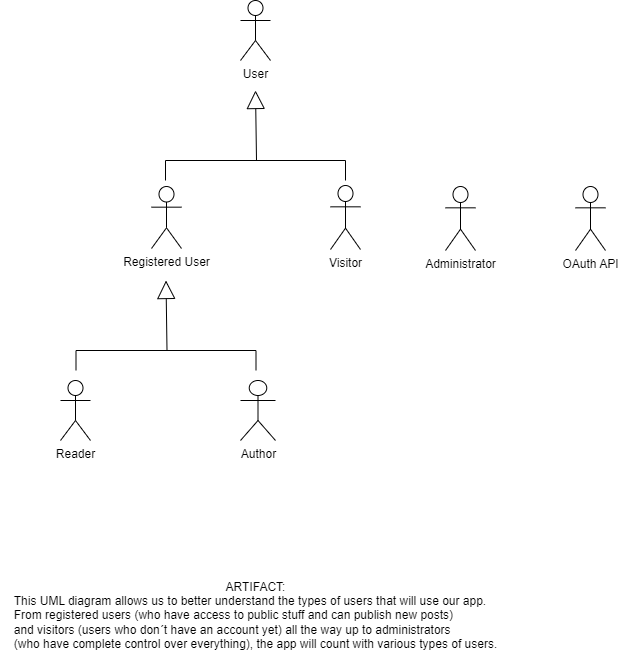 User
Registered User
Visitor
Administrator
OAuth API
Reader
Author
ARTIFACT:
This UML diagram allows us to better understand the types of users that will use our app.
From registered users (who have access to public stuff and can publish new posts)
and visitors (users who don´t have an account yet) all the way up to administrators
(who have complete control over everything), the app will count with various types of users.